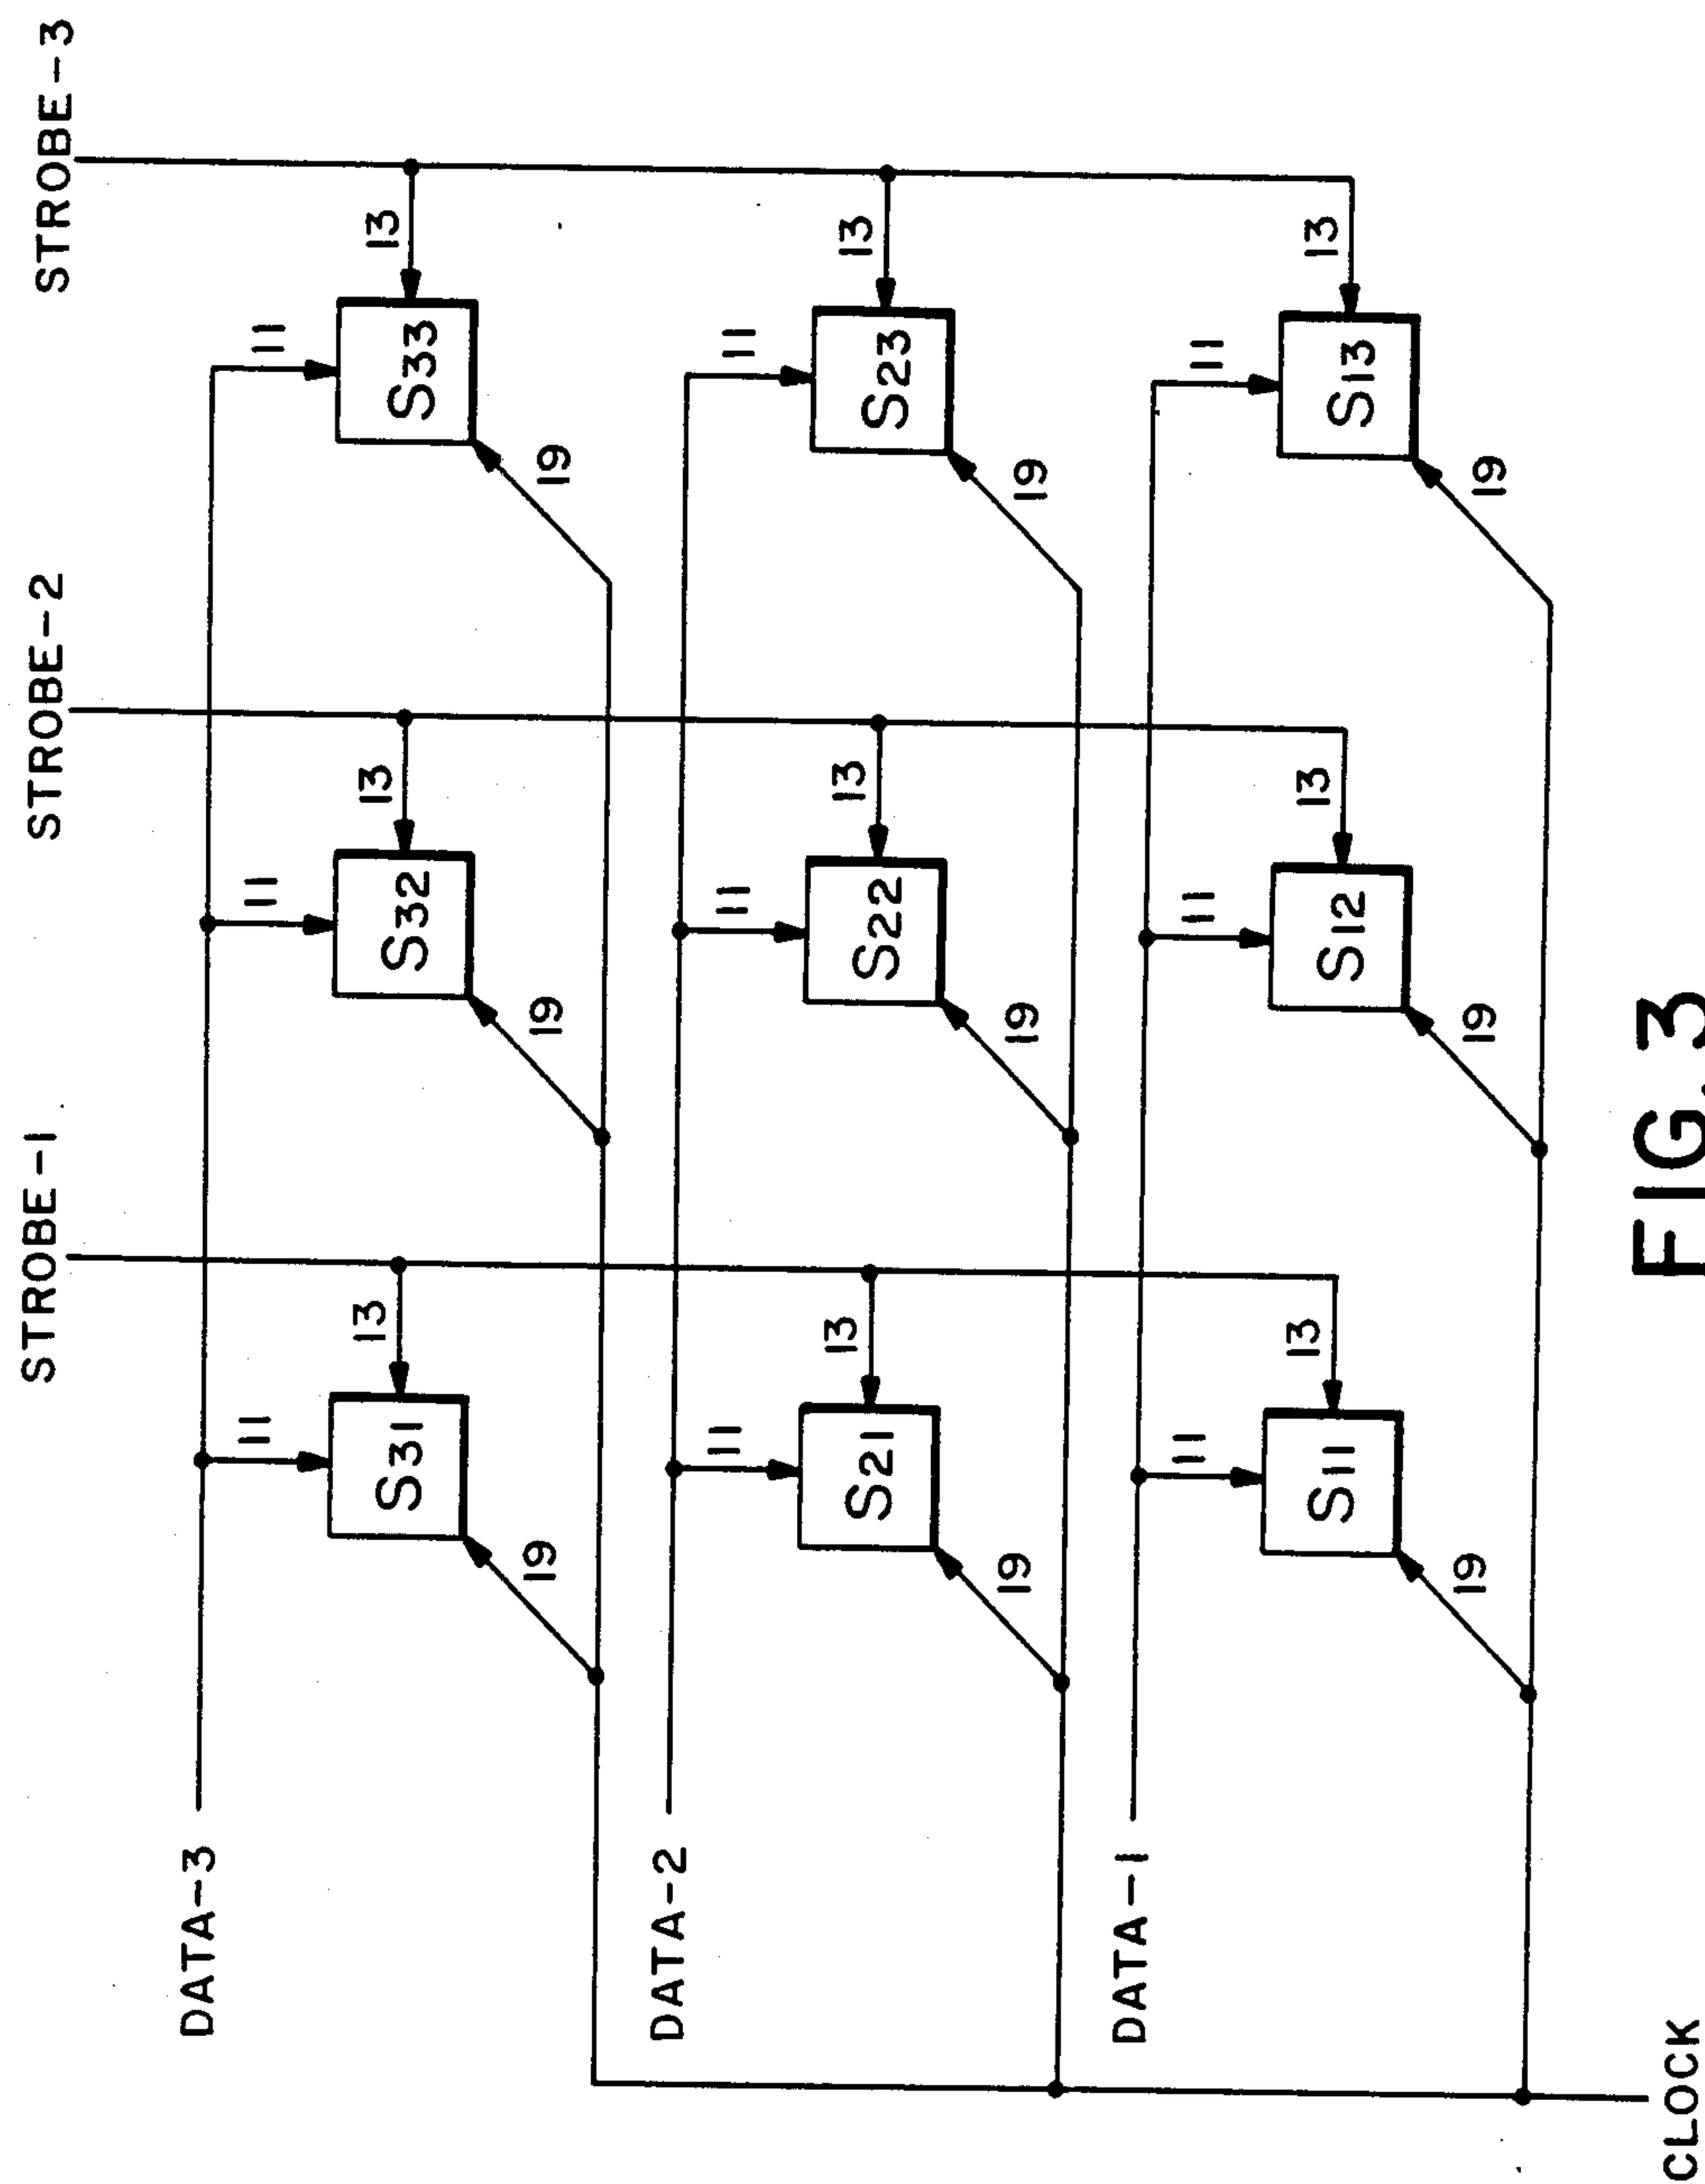 STROBE-1 STROBE-2 STROBE-3
DATA-3
11 11 11
13 13 13
S31 S32 S33
19 19 19
DATA-2
11 11 11
13 13 13
S21 S22 S23
19 19 19
DATA-1
11 11 11
13 13 13
S11 S12 S13
19 19 19
CLOCK
FIG. 3